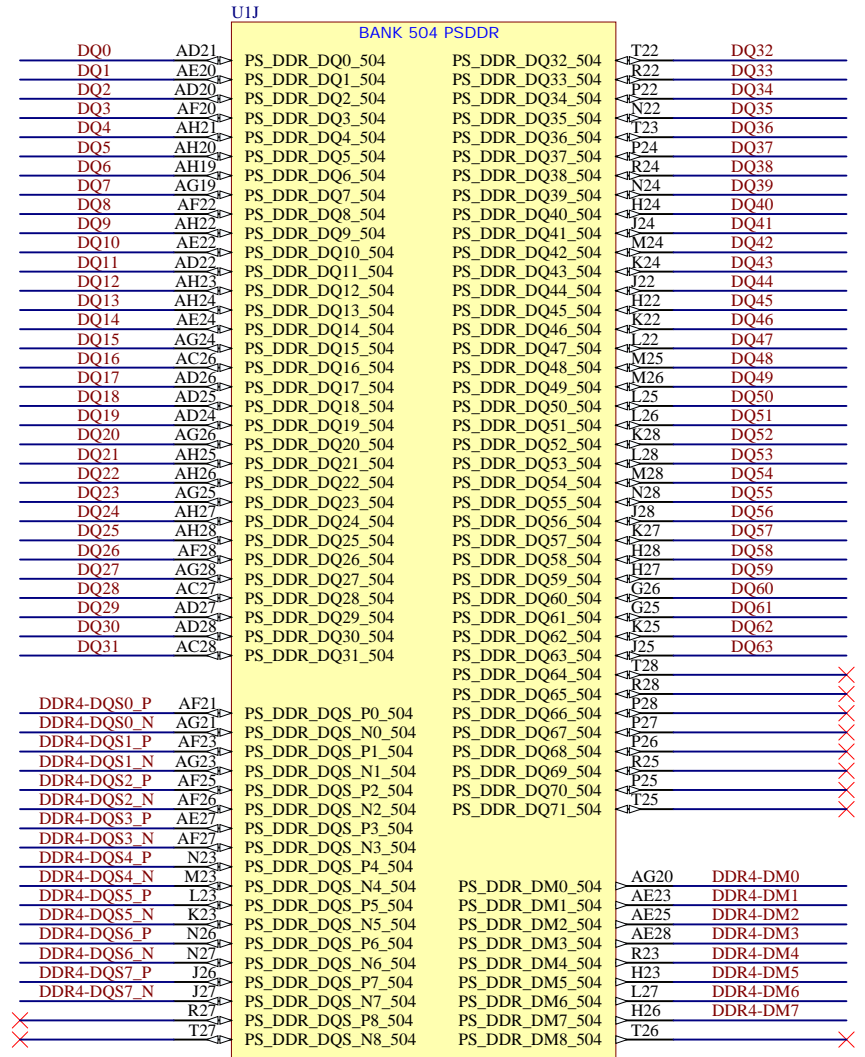 U1J
BANK 504 PSDDR
DQ0 AD21 PS_DDR_DQ0_504 PS_DDR_DQ32_504 T22 DQ32
DQ1 AE20 PS_DDR_DQ1_504 PS_DDR_DQ33_504 R22 DQ33
DQ2 AD20 PS_DDR_DQ2_504 PS_DDR_DQ34_504 P22 DQ34
DQ3 AF20 PS_DDR_DQ3_504 PS_DDR_DQ35_504 N22 DQ35
DQ4 AH21 PS_DDR_DQ4_504 PS_DDR_DQ36_504 T23 DQ36
DQ5 AH20 PS_DDR_DQ5_504 PS_DDR_DQ37_504 P24 DQ37
DQ6 AH19 PS_DDR_DQ6_504 PS_DDR_DQ38_504 R24 DQ38
DQ7 AG19 PS_DDR_DQ7_504 PS_DDR_DQ39_504 N24 DQ39
DQ8 AF22 PS_DDR_DQ8_504 PS_DDR_DQ40_504 H24 DQ40
DQ9 AH22 PS_DDR_DQ9_504 PS_DDR_DQ41_504 J24 DQ41
DQ10 AE22 PS_DDR_DQ10_504 PS_DDR_DQ42_504 M24 DQ42
DQ11 AD22 PS_DDR_DQ11_504 PS_DDR_DQ43_504 K24 DQ43
DQ12 AH23 PS_DDR_DQ12_504 PS_DDR_DQ44_504 J22 DQ44
DQ13 AH24 PS_DDR_DQ13_504 PS_DDR_DQ45_504 H22 DQ45
DQ14 AE24 PS_DDR_DQ14_504 PS_DDR_DQ46_504 K22 DQ46
DQ15 AG24 PS_DDR_DQ15_504 PS_DDR_DQ47_504 L22 DQ47
DQ16 AC26 PS_DDR_DQ16_504 PS_DDR_DQ48_504 M25 DQ48
DQ17 AD26 PS_DDR_DQ17_504 PS_DDR_DQ49_504 M26 DQ49
DQ18 AD25 PS_DDR_DQ18_504 PS_DDR_DQ50_504 L25 DQ50
DQ19 AD24 PS_DDR_DQ19_504 PS_DDR_DQ51_504 L26 DQ51
DQ20 AG26 PS_DDR_DQ20_504 PS_DDR_DQ52_504 K28 DQ52
DQ21 AH25 PS_DDR_DQ21_504 PS_DDR_DQ53_504 L28 DQ53
DQ22 AH26 PS_DDR_DQ22_504 PS_DDR_DQ54_504 M28 DQ54
DQ23 AG25 PS_DDR_DQ23_504 PS_DDR_DQ55_504 N28 DQ55
DQ24 AH27 PS_DDR_DQ24_504 PS_DDR_DQ56_504 J28 DQ56
DQ25 AH28 PS_DDR_DQ25_504 PS_DDR_DQ57_504 K27 DQ57
DQ26 AF28 PS_DDR_DQ26_504 PS_DDR_DQ58_504 H28 DQ58
DQ27 AG28 PS_DDR_DQ27_504 PS_DDR_DQ59_504 H27 DQ59
DQ28 AC27 PS_DDR_DQ28_504 PS_DDR_DQ60_504 G26 DQ60
DQ29 AD27 PS_DDR_DQ29_504 PS_DDR_DQ61_504 G25 DQ61
DQ30 AD28 PS_DDR_DQ30_504 PS_DDR_DQ62_504 K25 DQ62
DQ31 AC28 PS_DDR_DQ31_504 PS_DDR_DQ63_504 J25 DQ63
PS_DDR_DQ64_504 T28
PS_DDR_DQ65_504 R28
DDR4-DQS0_P AF21 PS_DDR_DQS_P0_504 PS_DDR_DQ66_504 P28
DDR4-DQS0_N AG21 PS_DDR_DQS_N0_504 PS_DDR_DQ67_504 P27
DDR4-DQS1_P AF23 PS_DDR_DQS_P1_504 PS_DDR_DQ68_504 P26
DDR4-DQS1_N AG23 PS_DDR_DQS_N1_504 PS_DDR_DQ69_504 R25
DDR4-DQS2_P AF25 PS_DDR_DQS_P2_504 PS_DDR_DQ70_504 P25
DDR4-DQS2_N AF26 PS_DDR_DQS_N2_504 PS_DDR_DQ71_504 T25
DDR4-DQS3_P AE27 PS_DDR_DQS_P3_504
DDR4-DQS3_N AF27 PS_DDR_DQS_N3_504
DDR4-DQS4_P N23 PS_DDR_DQS_P4_504
DDR4-DQS4_N M23 PS_DDR_DQS_N4_504 PS_DDR_DM0_504 AG20 DDR4-DM0
DDR4-DQS5_P L23 PS_DDR_DQS_P5_504 PS_DDR_DM1_504 AE23 DDR4-DM1
DDR4-DQS5_N K23 PS_DDR_DQS_N5_504 PS_DDR_DM2_504 AE25 DDR4-DM2
DDR4-DQS6_P N26 PS_DDR_DQS_P6_504 PS_DDR_DM3_504 AE28 DDR4-DM3
DDR4-DQS6_N N27 PS_DDR_DQS_N6_504 PS_DDR_DM4_504 R23 DDR4-DM4
DDR4-DQS7_P J26 PS_DDR_DQS_P7_504 PS_DDR_DM5_504 H23 DDR4-DM5
DDR4-DQS7_N J27 PS_DDR_DQS_N7_504 PS_DDR_DM6_504 L27 DDR4-DM6
R27 PS_DDR_DQS_P8_504 PS_DDR_DM7_504 H26 DDR4-DM7
T27 PS_DDR_DQS_N8_504 PS_DDR_DM8_504 T26